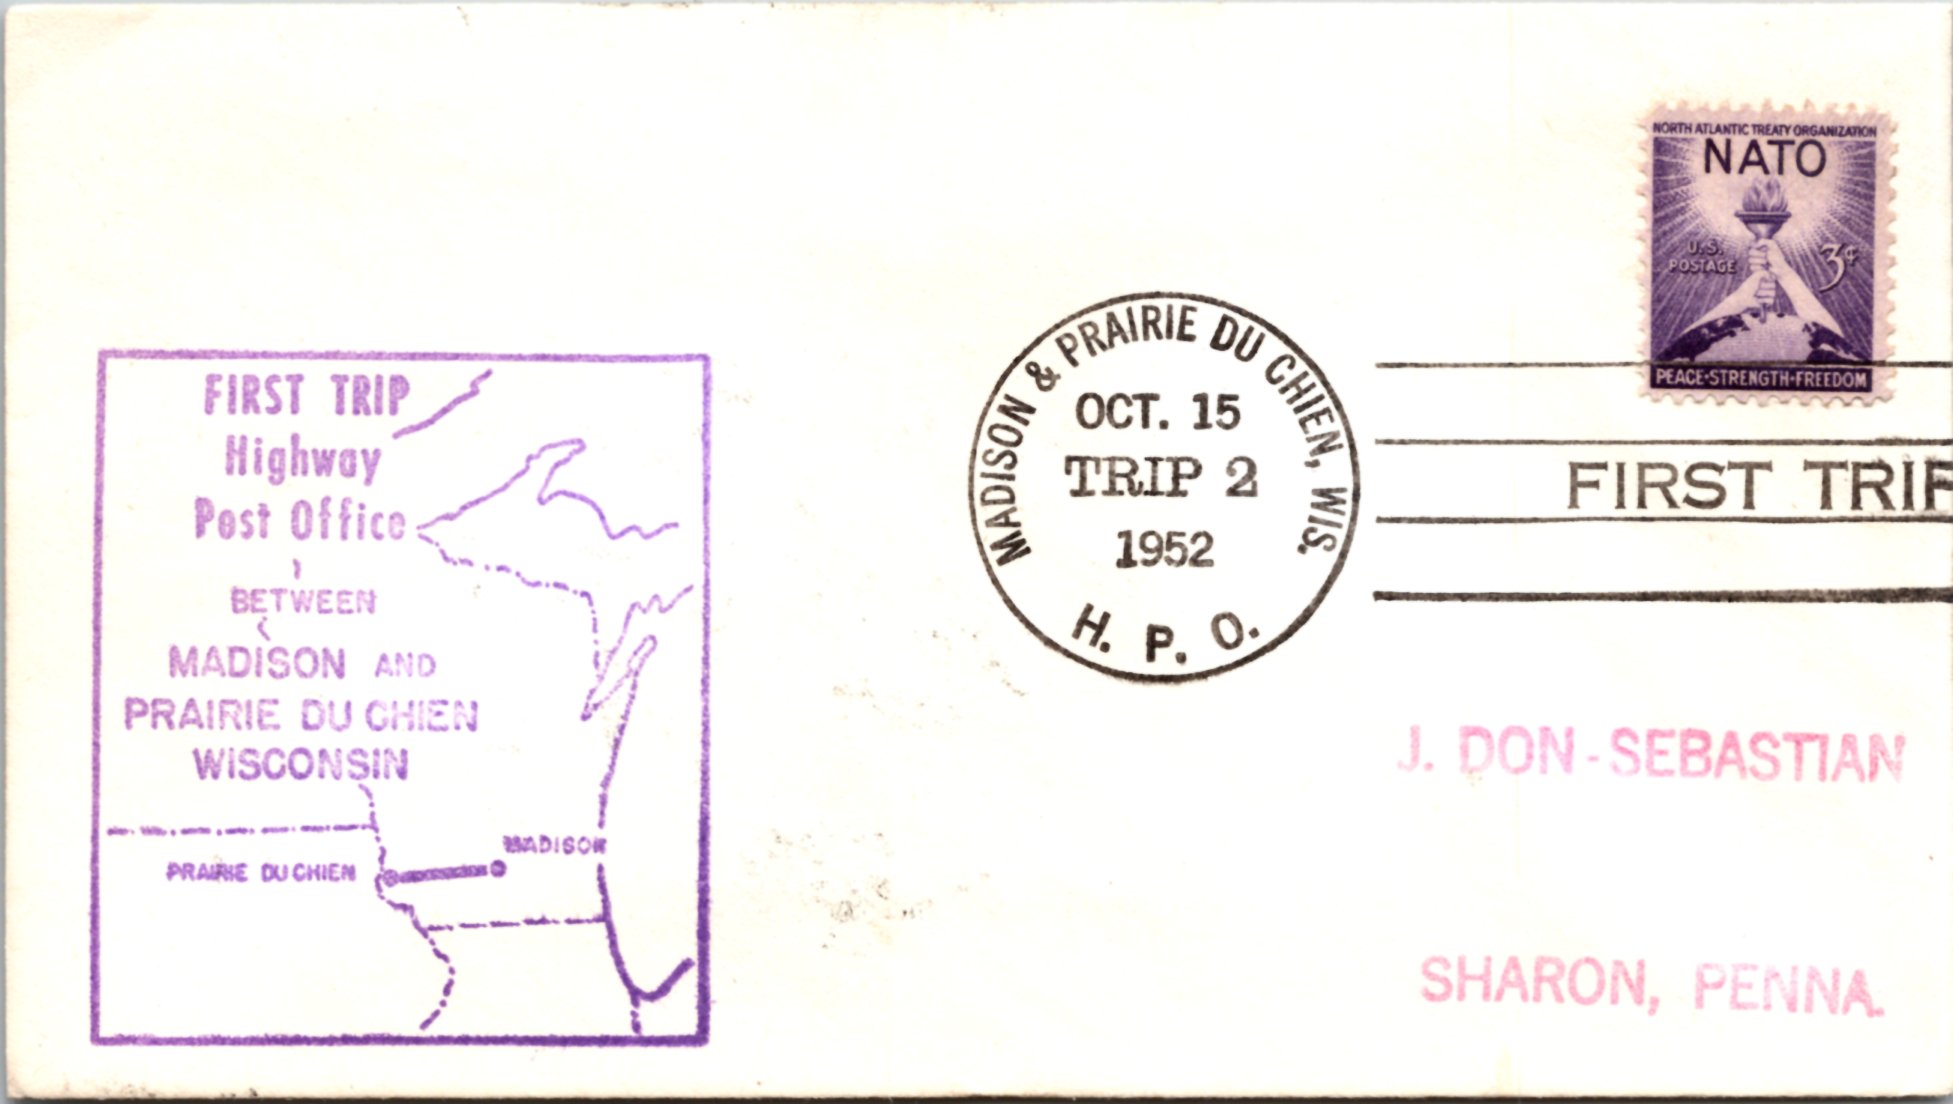 NORTH ATLANTIC TREATY ORGANIZATION
NATO
U.S.
POSTAGE
3¢
PEACE·STRENGTH·FREEDOM
MADISON & PRAIRIE DU CHIEN, WIS.
OCT. 15
TRIP 2
1952
H. P. O.
FIRST TRIP
FIRST TRIP
Highway
Post Office
BETWEEN
MADISON AND
PRAIRIE DU CHIEN
WISCONSIN
MADISON
PRAIRIE DU CHIEN
J. DON-SEBASTIAN
SHARON, PENNA.